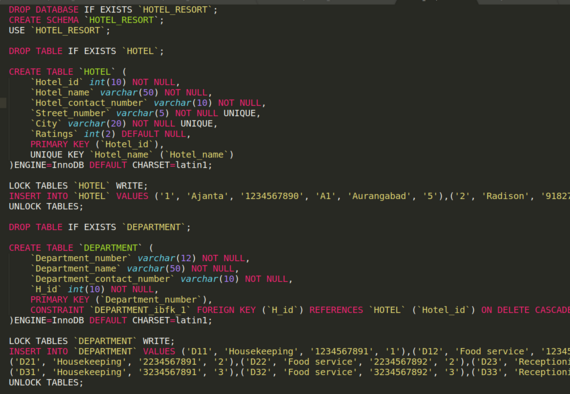 DROP DATABASE IF EXISTS `HOTEL_RESORT`;
CREATE SCHEMA `HOTEL_RESORT`;
USE `HOTEL_RESORT`;
DROP TABLE IF EXISTS `HOTEL`;
CREATE TABLE `HOTEL` (
`Hotel_id` int(10) NOT NULL,
`Hotel_name` varchar(50) NOT NULL,
`Hotel_contact_number` varchar(10) NOT NULL,
`Street_number` varchar(5) NOT NULL UNIQUE,
`City` varchar(20) NOT NULL UNIQUE,
`Ratings` int(2) DEFAULT NULL,
PRIMARY KEY (`Hotel_id`),
UNIQUE KEY `Hotel_name` (`Hotel_name`)
)ENGINE=InnoDB DEFAULT CHARSET=latin1;
LOCK TABLES `HOTEL` WRITE;
INSERT INTO `HOTEL` VALUES ('1', 'Ajanta', '1234567890', 'A1', 'Aurangabad', '5'),('2', 'Radison', '91827
UNLOCK TABLES;
DROP TABLE IF EXISTS `DEPARTMENT`;
CREATE TABLE `DEPARTMENT` (
`Department_number` varchar(12) NOT NULL,
`Department_name` varchar(50) NOT NULL,
`Department_contact_number` varchar(10) NOT NULL,
`H_id` int(10) NOT NULL,
PRIMARY KEY (`Department_number`),
CONSTRAINT `DEPARTMENT_ibfk_1` FOREIGN KEY (`H_id`) REFERENCES `HOTEL` (`Hotel_id`) ON DELETE CASCADE
)ENGINE=InnoDB DEFAULT CHARSET=latin1;
LOCK TABLES `DEPARTMENT` WRITE;
INSERT INTO `DEPARTMENT` VALUES ('D11', 'Housekeeping', '1234567891', '1'),('D12', 'Food service', '12345
('D21', 'Housekeeping', '2234567891', '2'),('D22', 'Food service', '2234567892', '2'),('D23', 'Reception
('D31', 'Housekeeping', '3234567891', '3'),('D32', 'Food service', '3234567892', '3'),('D33', 'Reception
UNLOCK TABLES;